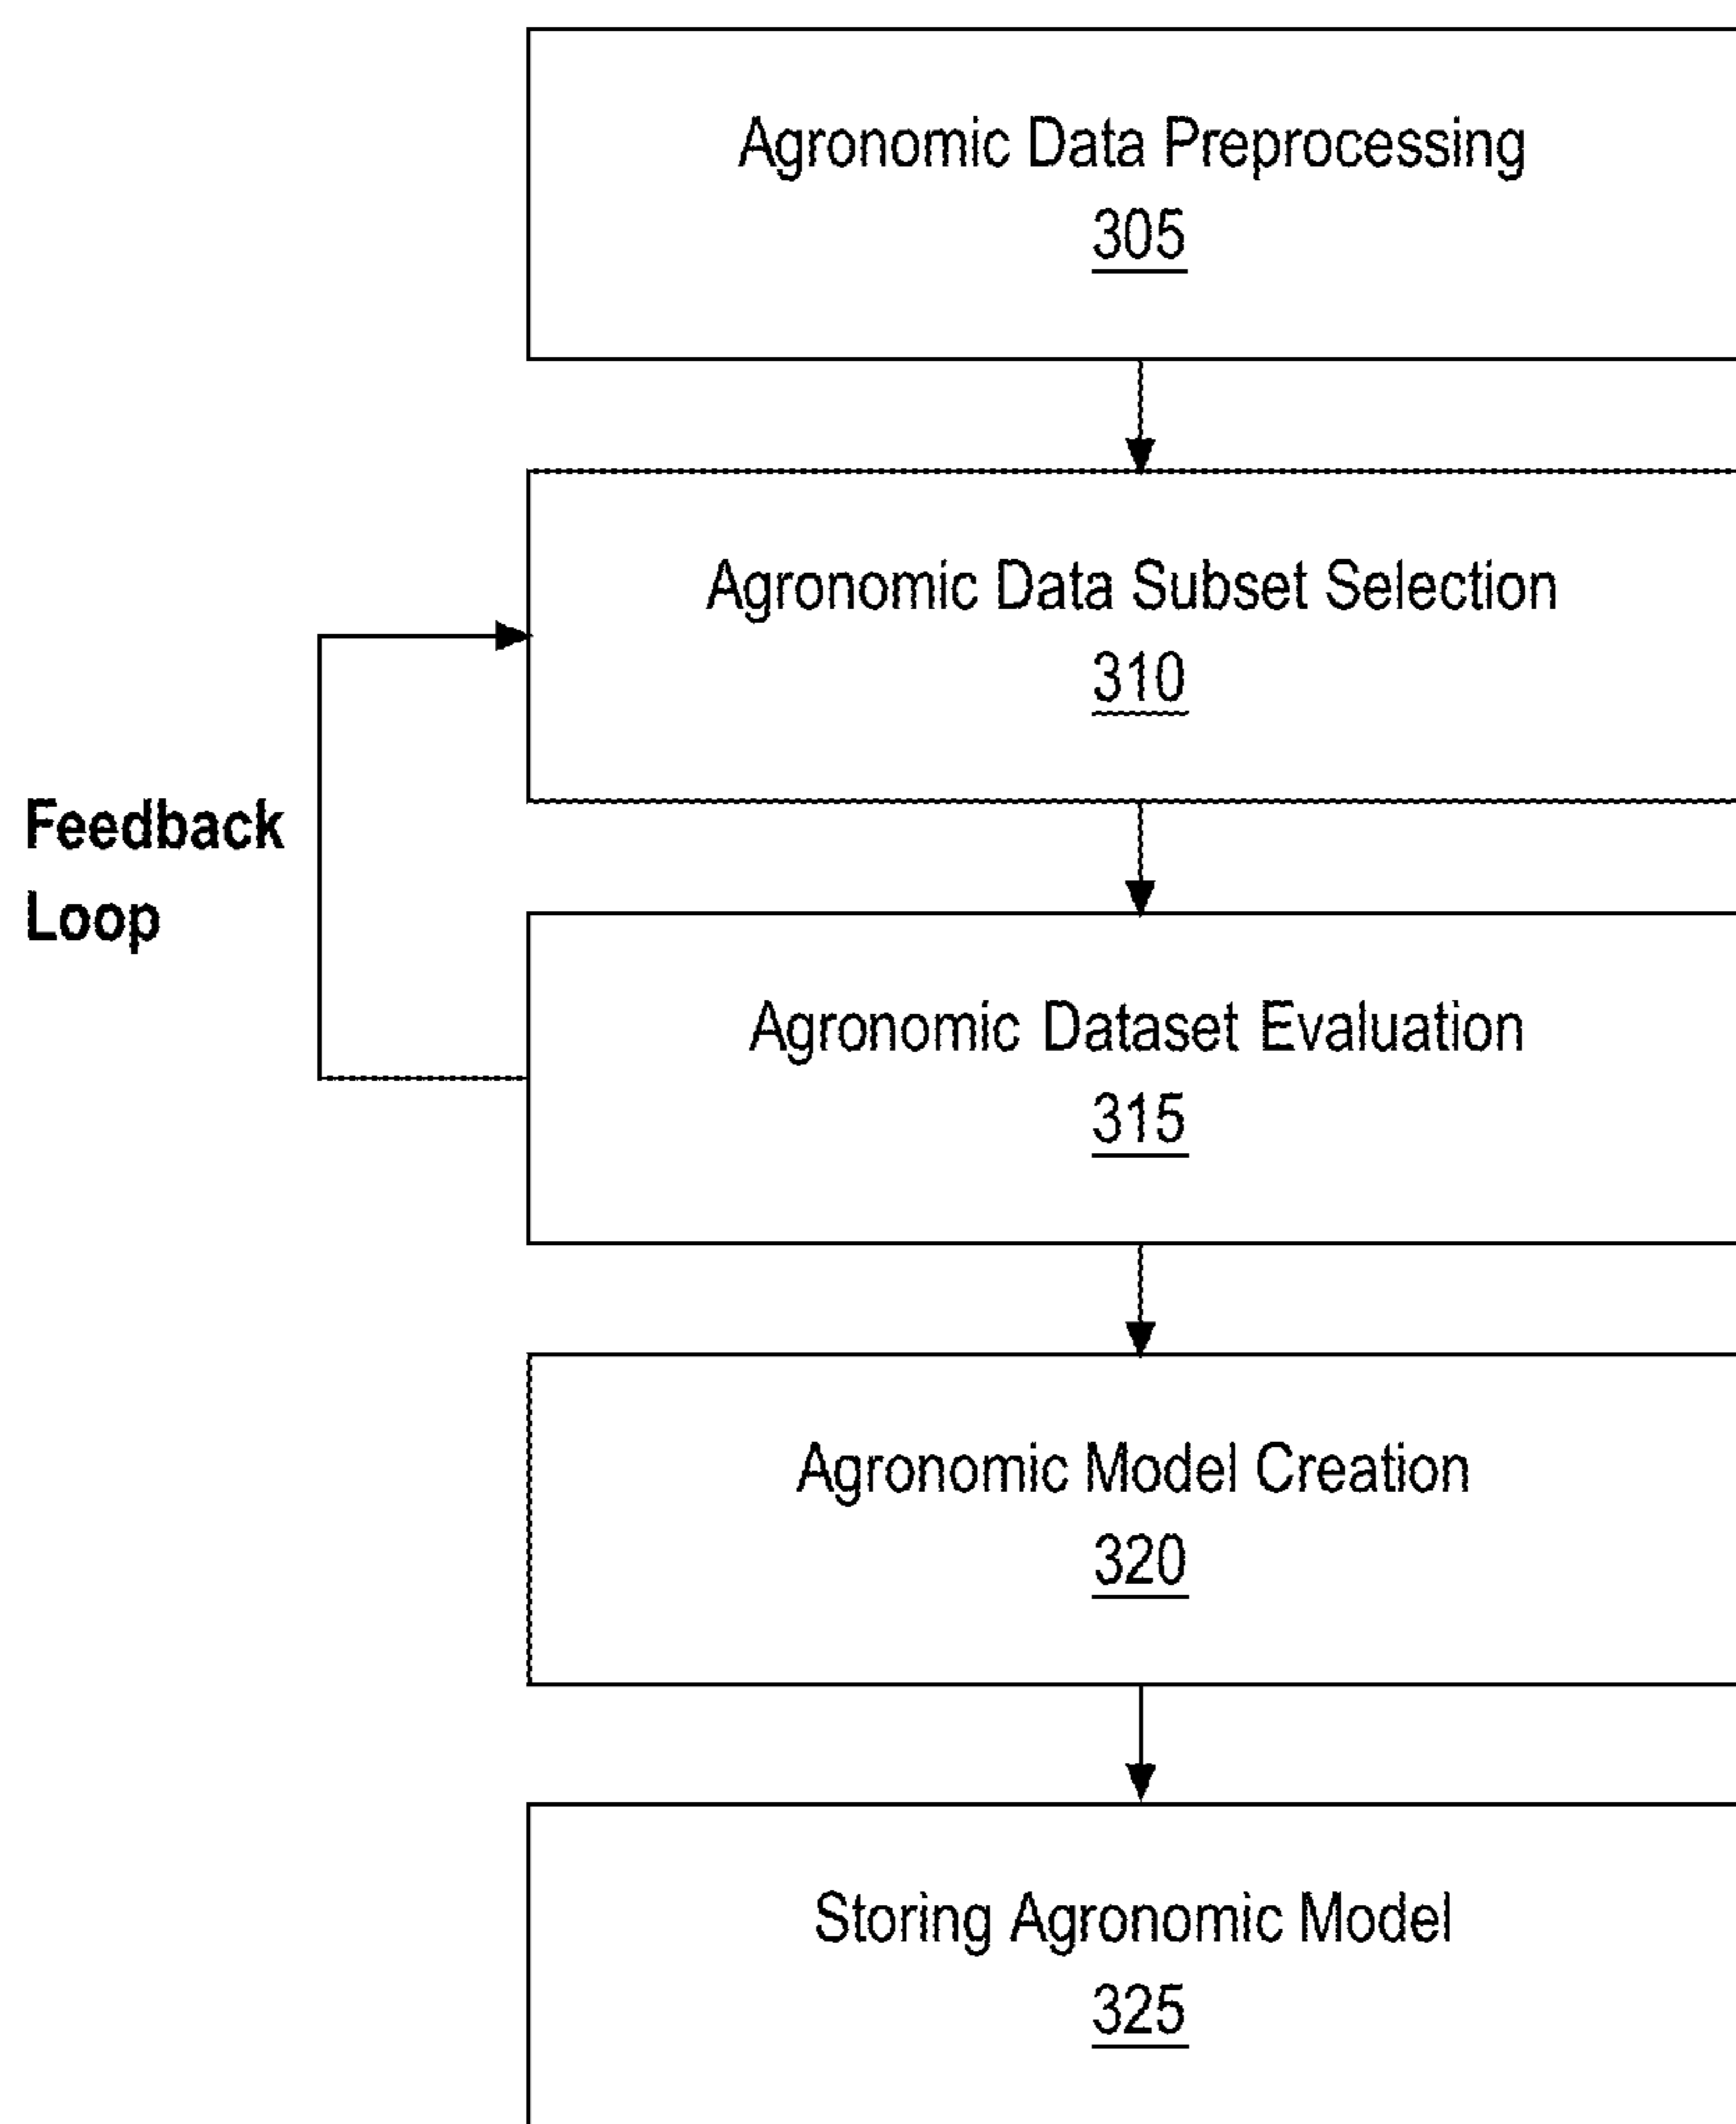 Agronomic Data Preprocessing
305
Agronomic Data Subset Selection
310
Feedback
Loop
Agronomic Dataset Evaluation
315
Agronomic Model Creation
320
Storing Agronomic Model
325